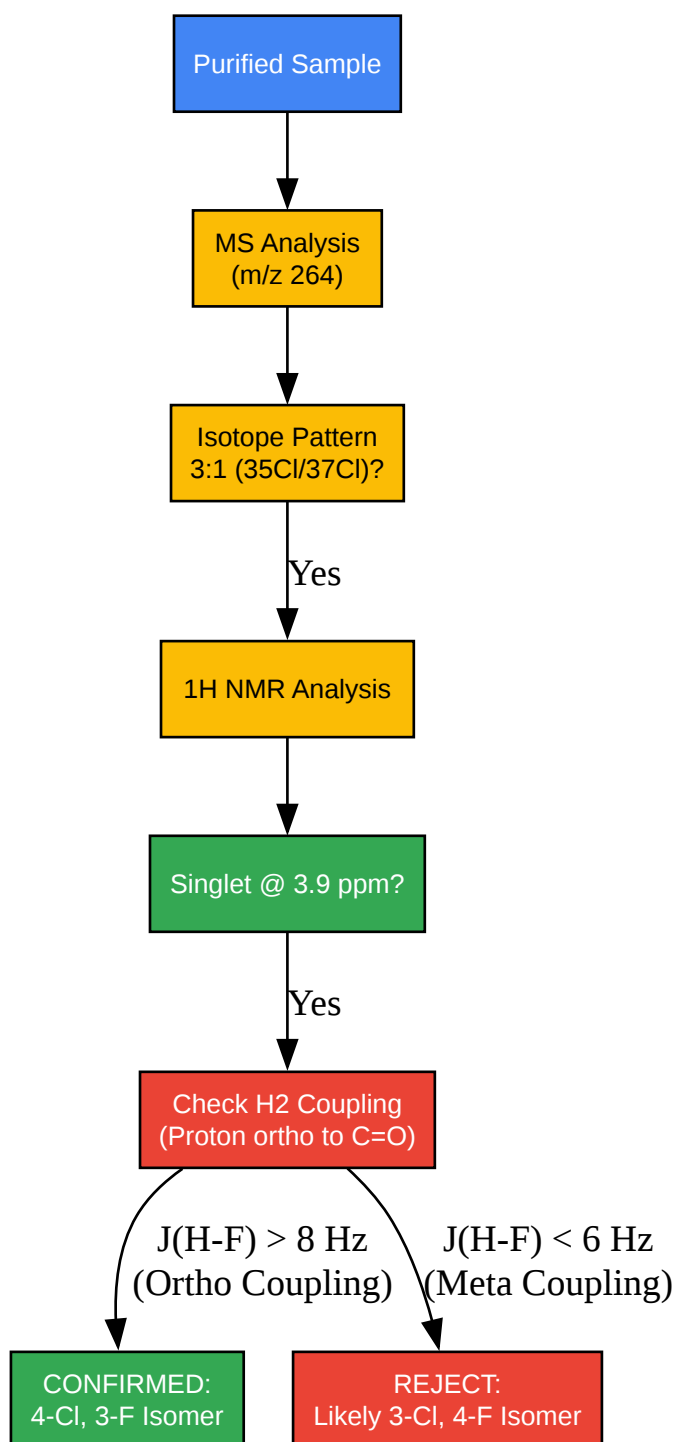 Purified Sample
MS Analysis
(m/z 264)
Isotope Pattern
3:1 (35Cl/37Cl)?
Yes
1H NMR Analysis
Singlet @ 3.9 ppm?
Yes
Check H2 Coupling
(Proton ortho to C=O)
J(H-F) > 8 Hz
(Ortho Coupling)
J(H-F) < 6 Hz
(Meta Coupling)
CONFIRMED:
4-Cl, 3-F Isomer
REJECT:
Likely 3-Cl, 4-F Isomer